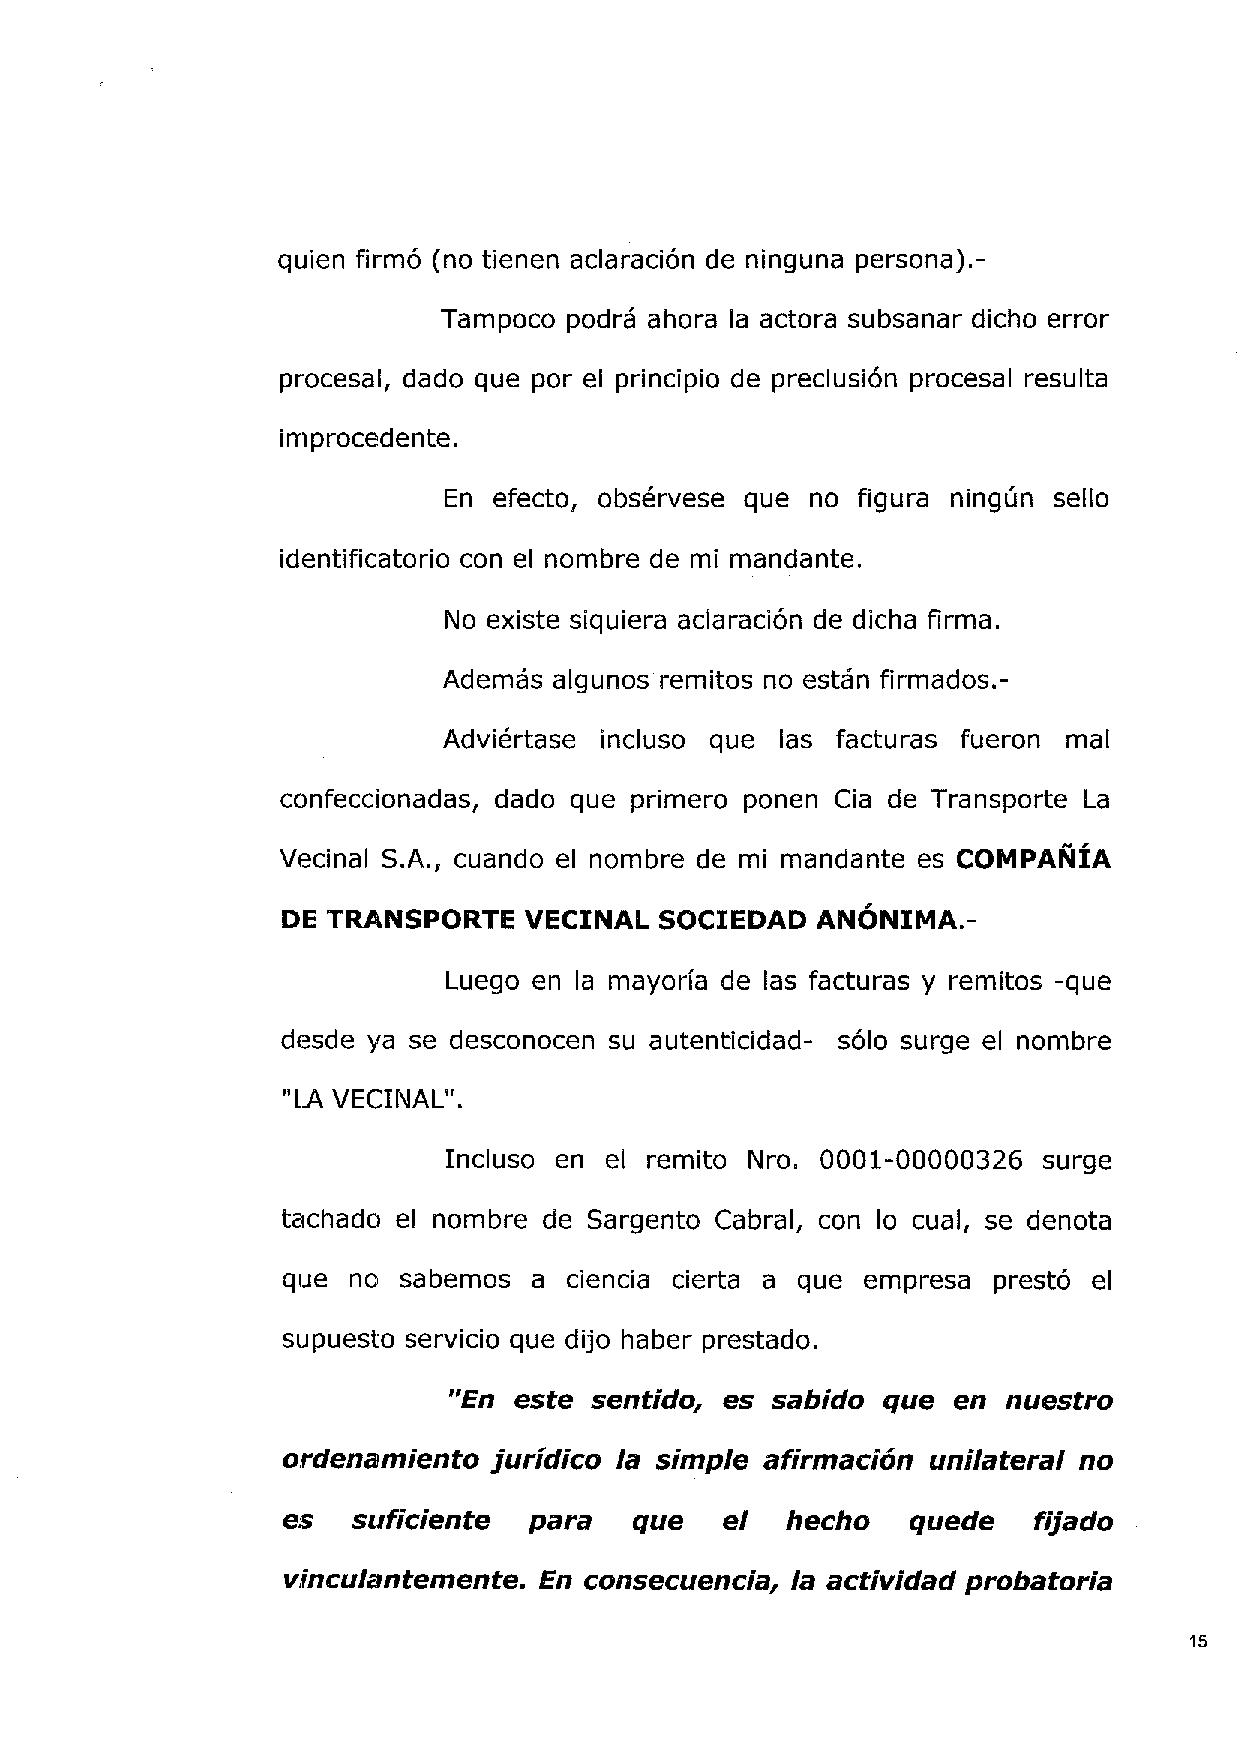 quien firmó (no tienen aclaración de ninguna persona).-
Tampoco podrá ahora la actora subsanar dicho error
procesal, dado que por el principio de preclusión procesal resulta
improcedente.
En efecto, obsérvese que no figura ningún sello
identificatorio con el nombre de mi mandante.
No existe siquiera aclaración de dicha firma.
Además algunos remitos no están firmados.-
Adviértase incluso que las facturas fueron mal
confeccionadas, dado que primero ponen Cia de Transporte La
Vecinal S.A., cuando el nombre de mi mandante es COMPAÑÍA
DE TRANSPORTE VECINAL SOCIEDAD ANÓNIMA.-
Luego en la mayoría de las facturas y remitos -que
desde ya se desconocen su autenticidad- sólo surge el nombre
"LA VECINAL".
Incluso en el remito Nro. 0001-00000326 surge
tachado el nombre de Sargento Cabral, con lo cual, se denota
que no sabemos a ciencia cierta a que empresa prestó el
supuesto servicio que dijo haber prestado.
"En este sentido, es sabido que en nuestro
ordenamiento jurídico la simple afirmación unilateral no
es suficiente para que el hecho quede fijado
vinculantemente. En consecuencia, la actividad probatoria
15